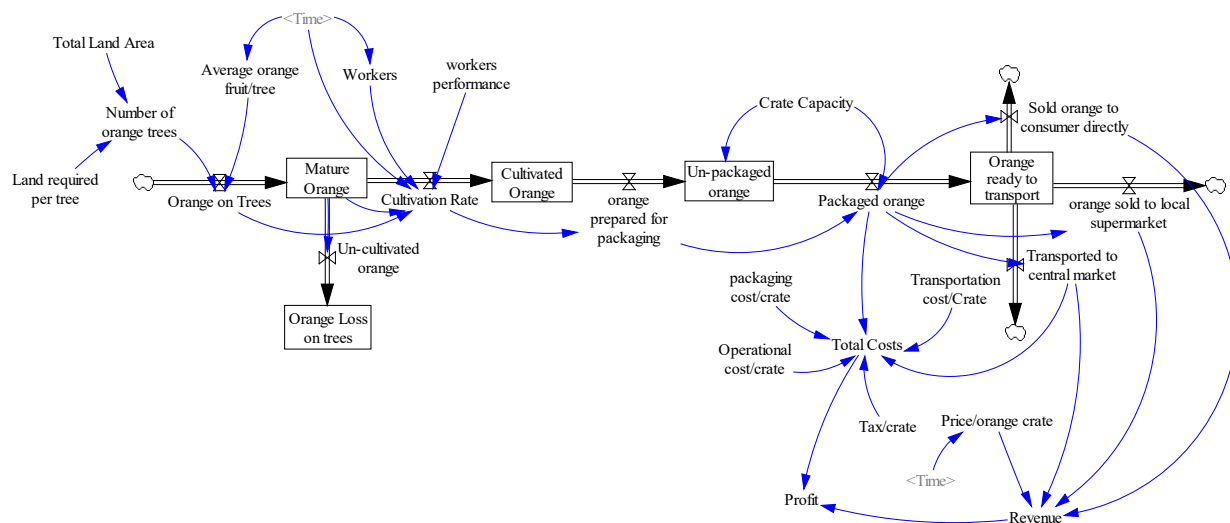 <Time>
Total Land Area
Average orange
fruit/tree
Workers
workers
performance
Crate Capacity
Sold orange to
consumer directly
Number of
orange trees
Land required
per tree
Orange on Trees
Mature
Orange
Cultivation Rate
Cultivated
Orange
orange
prepared for
packaging
Un-packaged
orange
Packaged orange
Orange
ready to
transport
orange sold to local
supermarket
Un-cultivated
orange
Orange Loss
on trees
packaging
cost/crate
Transportation
cost/Crate
Transported to
central market
Operational
cost/crate
Total Costs
Tax/crate
Price/orange crate
<Time>
Profit
Revenue